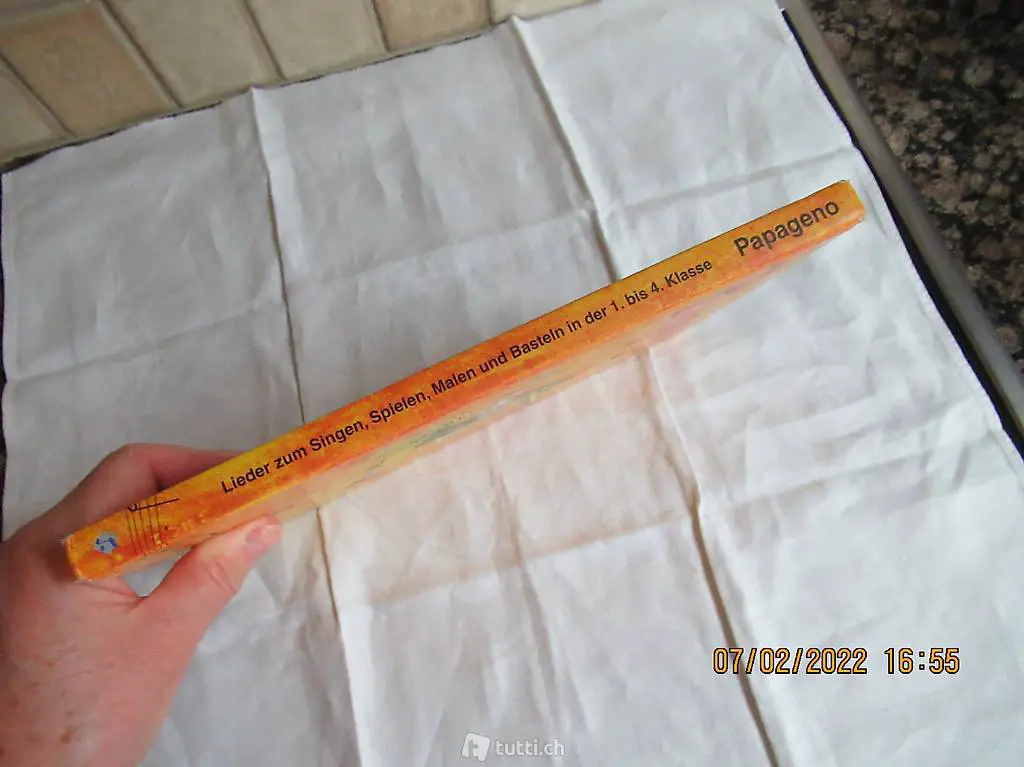 Lieder zum Singen, Spielen, Malen und Basteln in der 1. bis 4. Klasse Papageno
07/02/2022 16:55
tutti.ch